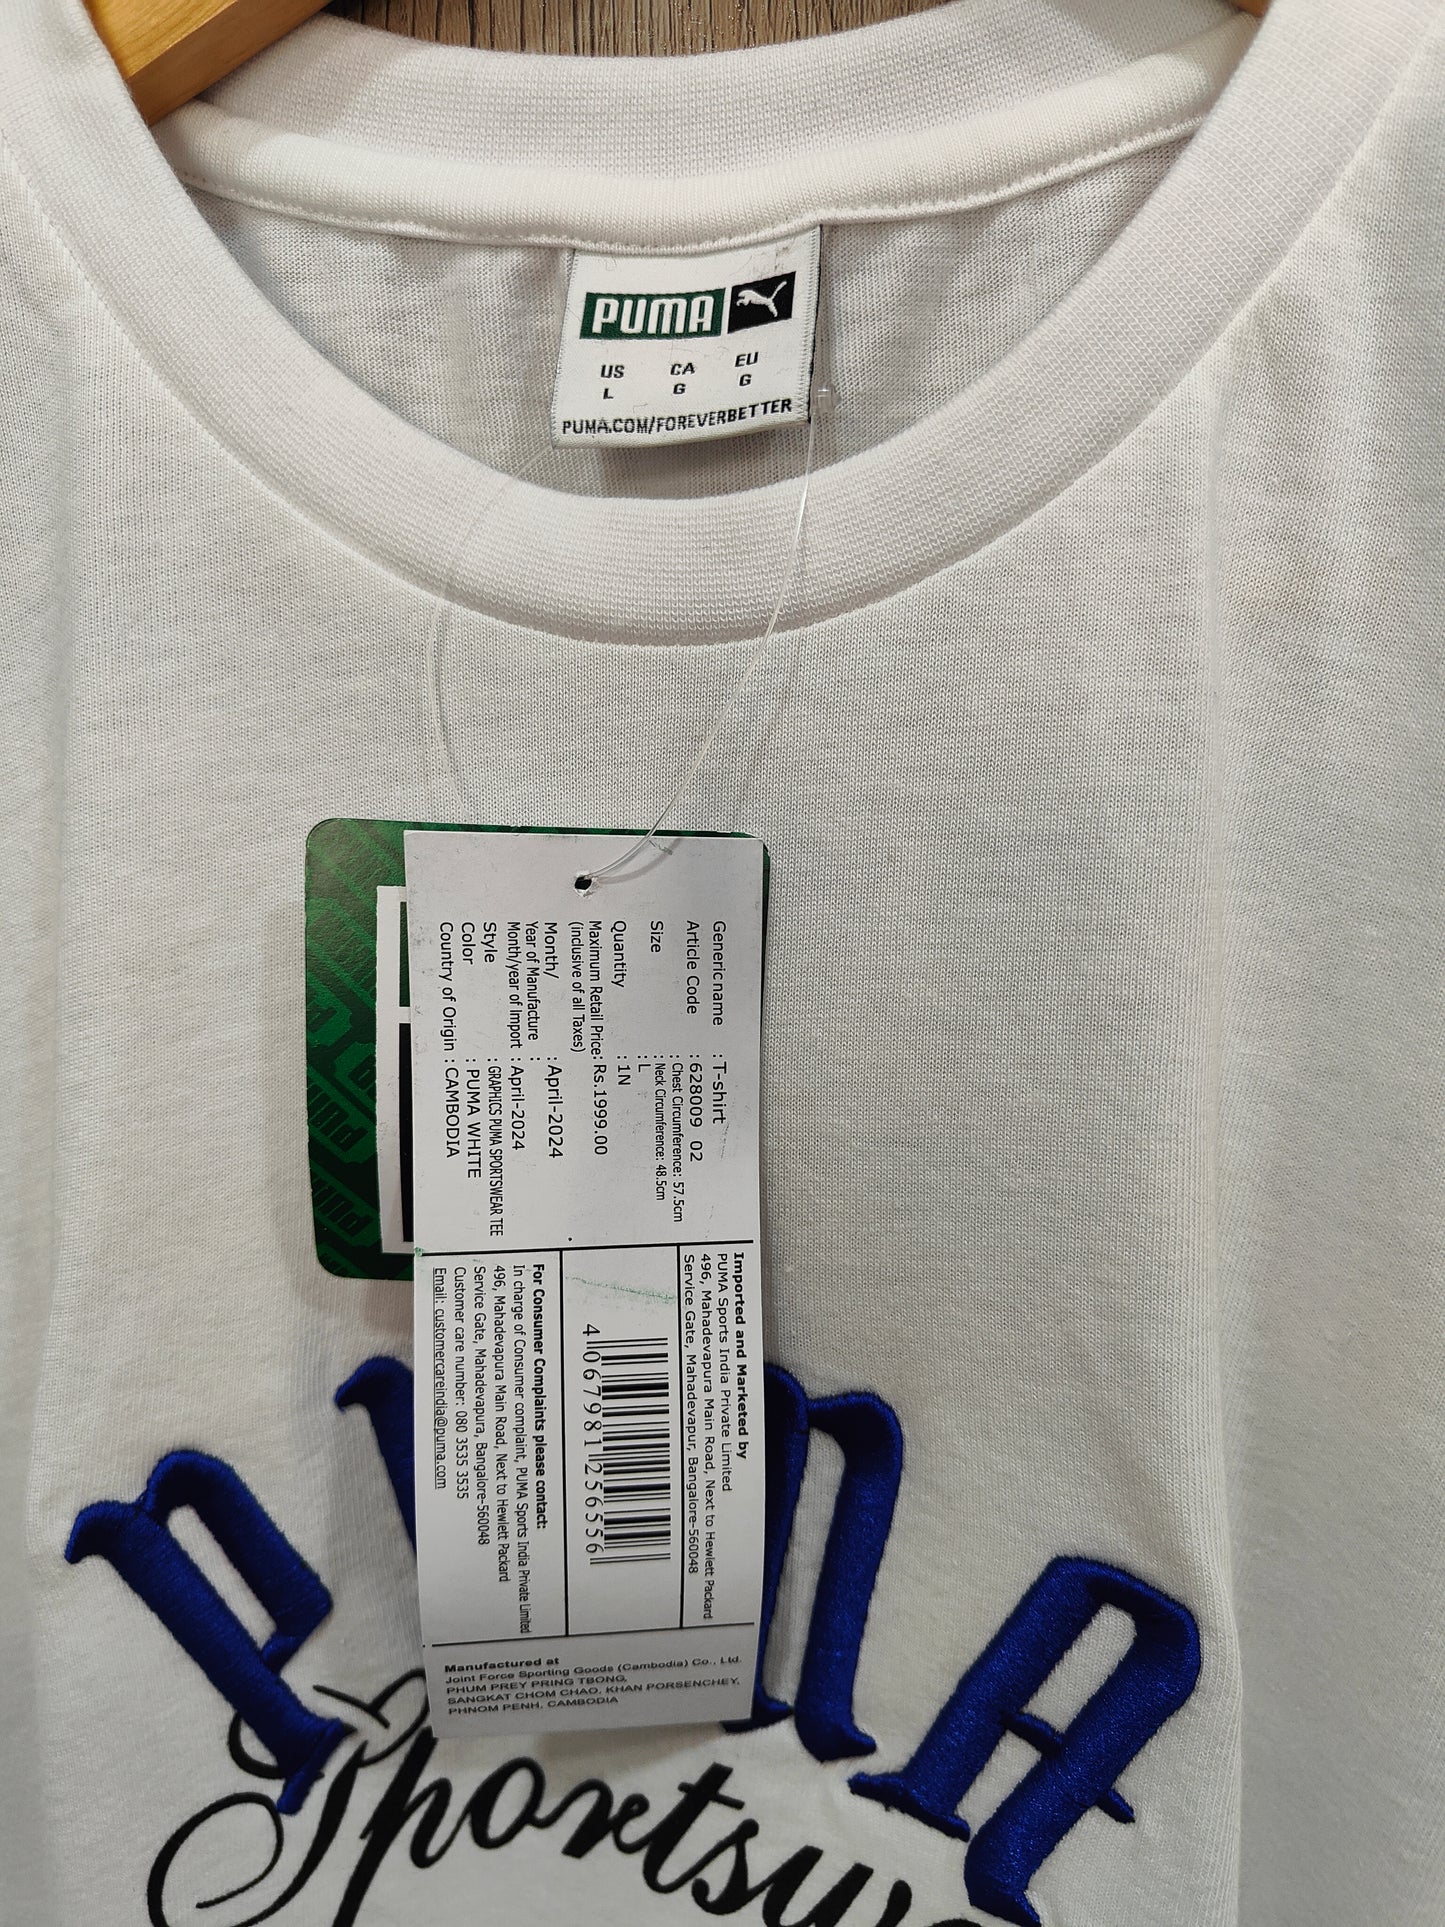 PUMA
US CA EU
L G G
PUMA.COM/FOREVERBETTER
Generic name : T-shirt
Article Code : 628009 02
: Chest Circumference: 57.5cm
: Neck Circumference: 48.5cm
Size : L
Quantity : 1N
Maximum Retail Price: Rs.1999.00
(inclusive of all Taxes)
Month/ : April-2024
Year of Manufacture :
Month/year of Import : April-2024
Style : GRAPHICS PUMA SPORTSWEAR TEE
Color : PUMA WHITE
Country of Origin : CAMBODIA
Imported and Marketed by
PUMA Sports India Private Limited
496, Mahadevapura Main Road, Next to Hewlett Packard
Service Gate, Mahadevapur, Bangalore-560048
4 067981 256556
For Consumer Complaints please contact:
In charge of Consumer complaint, PUMA Sports India Private Limited
496, Mahadevapura Main Road, Next to Hewlett Packard
Service Gate, Mahadevapura, Bangalore-560048
Customer care number: 080 3535 3535
Email: customercareindia@puma.com
Manufactured at
Joint Force Sporting Goods (Cambodia) Co., Ltd.
PHUM PREY PRING TBONG,
SANGKAT CHOM CHAO, KHAN PORSENCHEY,
PHNOM PENH, CAMBODIA